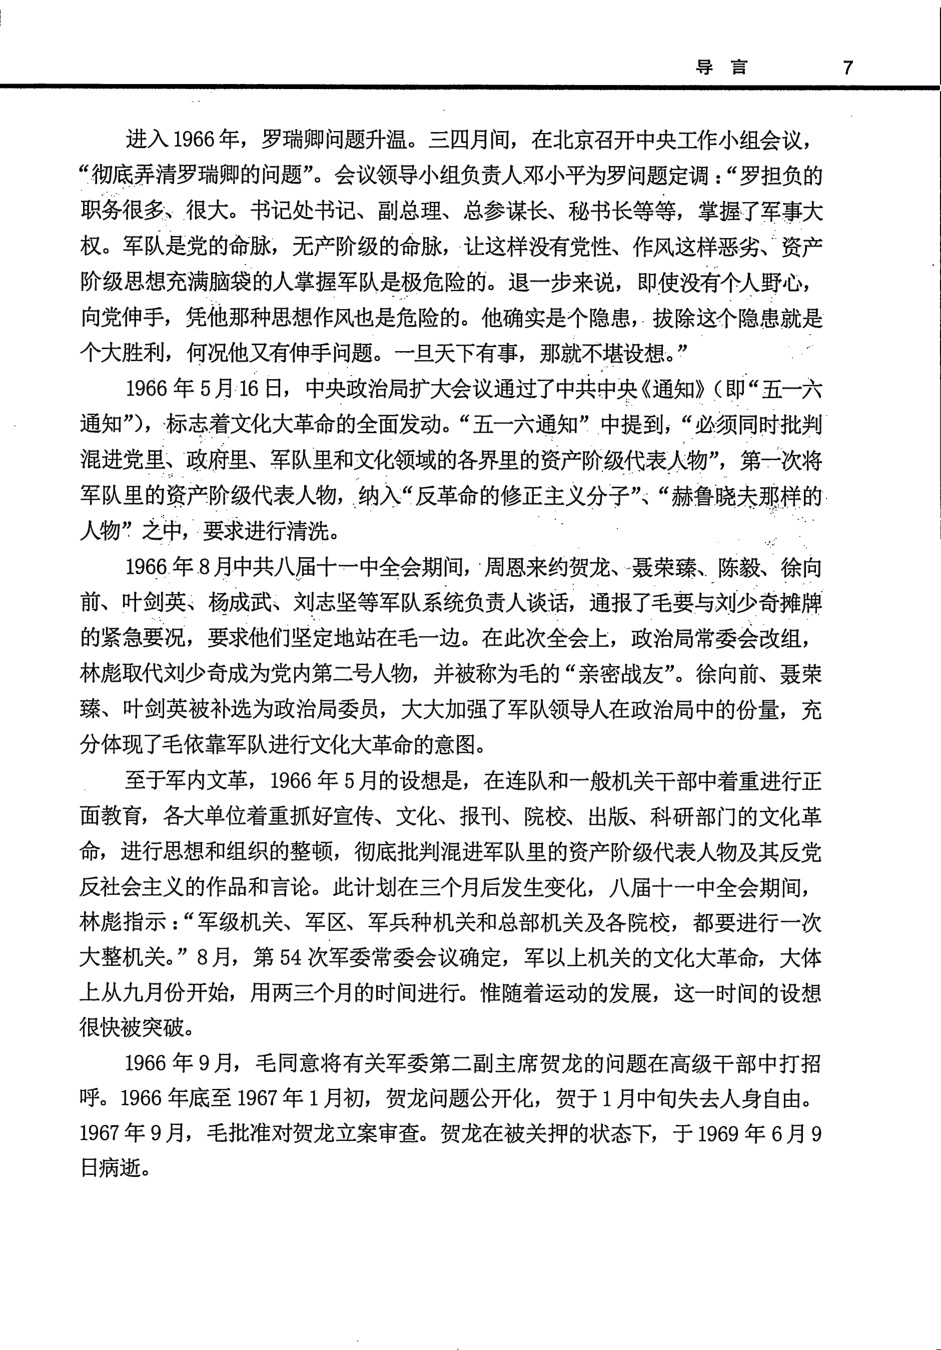 导 言 7
进入1966年，罗瑞卿问题升温。三四月间，在北京召开中央工作小组会议，
“彻底弄清罗瑞卿的问题”。会议领导小组负责人邓小平为罗问题定调：“罗担负的
职务很多、很大。书记处书记、副总理、总参谋长、秘书长等等，掌握了军事大
权。军队是党的命脉，无产阶级的命脉，让这样没有党性、作风这样恶劣、资产
阶级思想充满脑袋的人掌握军队是极危险的。退一步来说，即使没有个人野心，
向党伸手，凭他那种思想作风也是危险的。他确实是个隐患，拔除这个隐患就是
个大胜利，何况他又有伸手问题。一旦天下有事，那就不堪设想。”
1966年5月16日，中央政治局扩大会议通过了中共中央《通知》（即“五一六
通知”），标志着文化大革命的全面发动。“五一六通知”中提到，“必须同时批判
混进党里、政府里、军队里和文化领域的各界里的资产阶级代表人物”，第一次将
军队里的资产阶级代表人物，纳入“反革命的修正主义分子”、“赫鲁晓夫那样的
人物”之中，要求进行清洗。
1966年8月中共八届十一中全会期间，周恩来约贺龙、聂荣臻、陈毅、徐向
前、叶剑英、杨成武、刘志坚等军队系统负责人谈话，通报了毛要与刘少奇摊牌
的紧急要况，要求他们坚定地站在毛一边。在此次全会上，政治局常委会改组，
林彪取代刘少奇成为党内第二号人物，并被称为毛的“亲密战友”。徐向前、聂荣
臻、叶剑英被补选为政治局委员，大大加强了军队领导人在政治局中的份量，充
分体现了毛依靠军队进行文化大革命的意图。
至于军内文革，1966年5月的设想是，在连队和一般机关干部中着重进行正
面教育，各大单位着重抓好宣传、文化、报刊、院校、出版、科研部门的文化革
命，进行思想和组织的整顿，彻底批判混进军队里的资产阶级代表人物及其反党
反社会主义的作品和言论。此计划在三个月后发生变化，八届十一中全会期间，
林彪指示：“军级机关、军区、军兵种机关和总部机关及各院校，都要进行一次
大整机关。”8月，第54次军委常委会议确定，军以上机关的文化大革命，大体
上从九月份开始，用两三个月的时间进行。惟随着运动的发展，这一时间的设想
很快被突破。
1966年9月，毛同意将有关军委第二副主席贺龙的问题在高级干部中打招
呼。1966年底至1967年1月初，贺龙问题公开化，贺于1月中旬失去人身自由。
1967年9月，毛批准对贺龙立案审查。贺龙在被关押的状态下，于1969年6月9
日病逝。